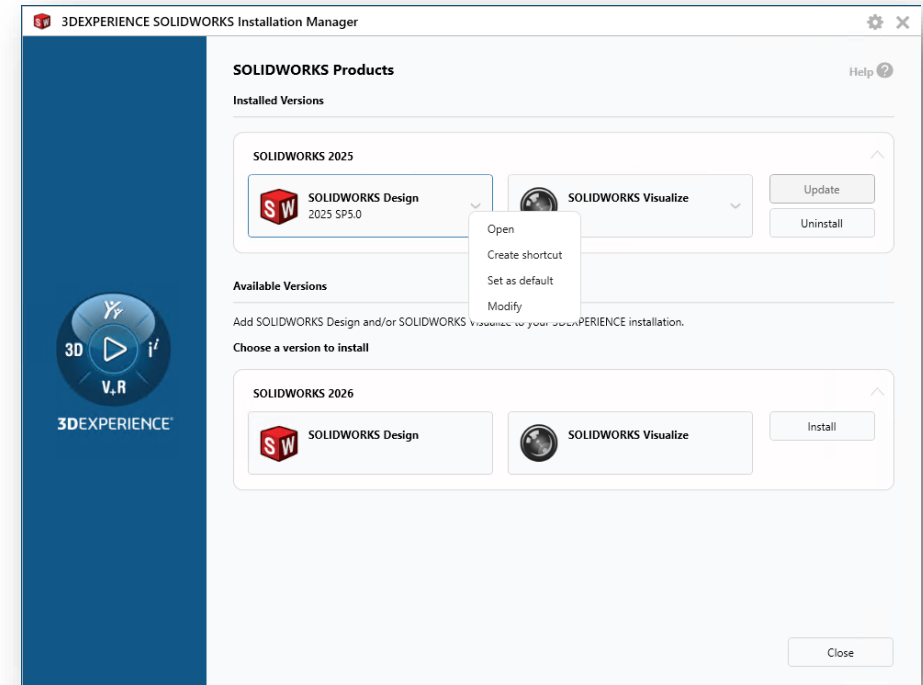 3DEXPERIENCE SOLIDWORKS Installation Manager
SOLIDWORKS Products
Help ?
Installed Versions
SOLIDWORKS 2025
SW
SOLIDWORKS Design
2025 SP5.0
SOLIDWORKS Visualize
Update
Uninstall
Open
Create shortcut
Set as default
Modify
Available Versions
Add SOLIDWORKS Design and/or SOLIDWORKS Visualize to your 3DEXPERIENCE installation.
Choose a version to install
SOLIDWORKS 2026
SW
SOLIDWORKS Design
SOLIDWORKS Visualize
Install
3D
V+R
3DEXPERIENCE
Close